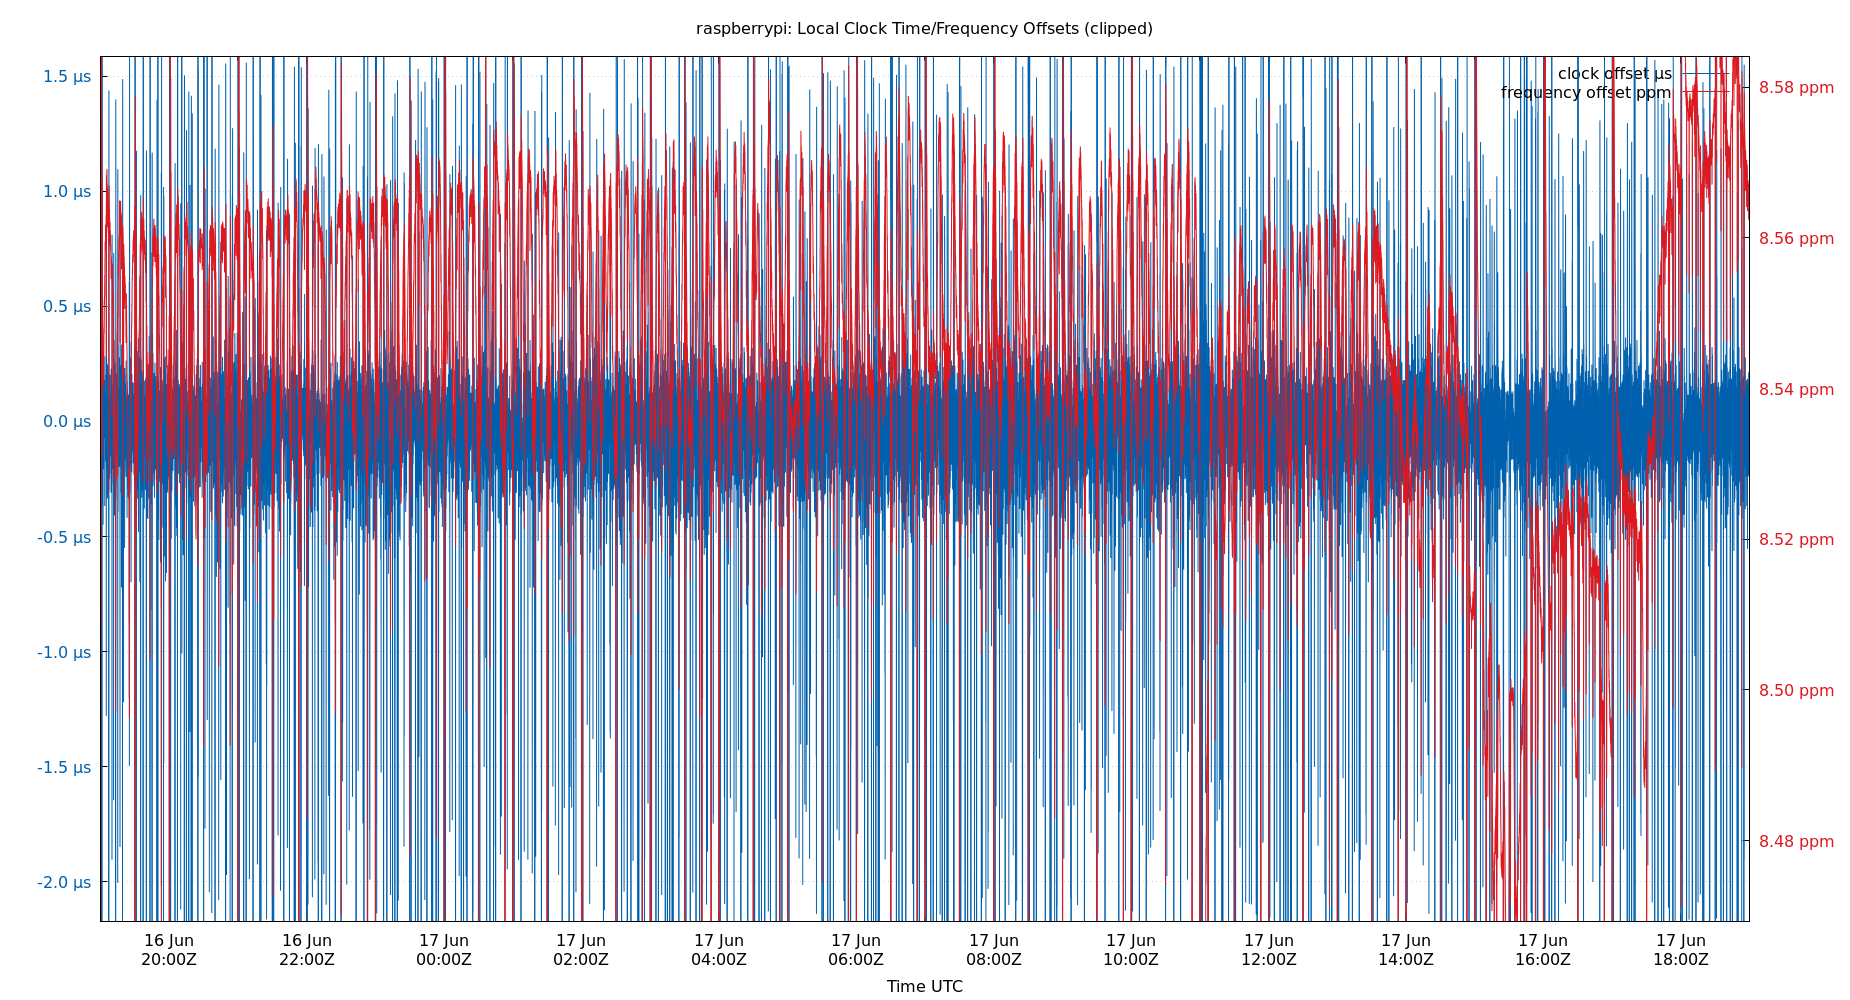 raspberrypi: Local Clock Time/Frequency Offsets (clipped)
clock offset µs
frequency offset ppm
1.5 µs
1.0 µs
0.5 µs
0.0 µs
-0.5 µs
-1.0 µs
-1.5 µs
-2.0 µs
8.58 ppm
8.56 ppm
8.54 ppm
8.52 ppm
8.50 ppm
8.48 ppm
16 Jun
20:00Z
16 Jun
22:00Z
17 Jun
00:00Z
17 Jun
02:00Z
17 Jun
04:00Z
17 Jun
06:00Z
17 Jun
08:00Z
17 Jun
10:00Z
17 Jun
12:00Z
17 Jun
14:00Z
17 Jun
16:00Z
17 Jun
18:00Z
Time UTC